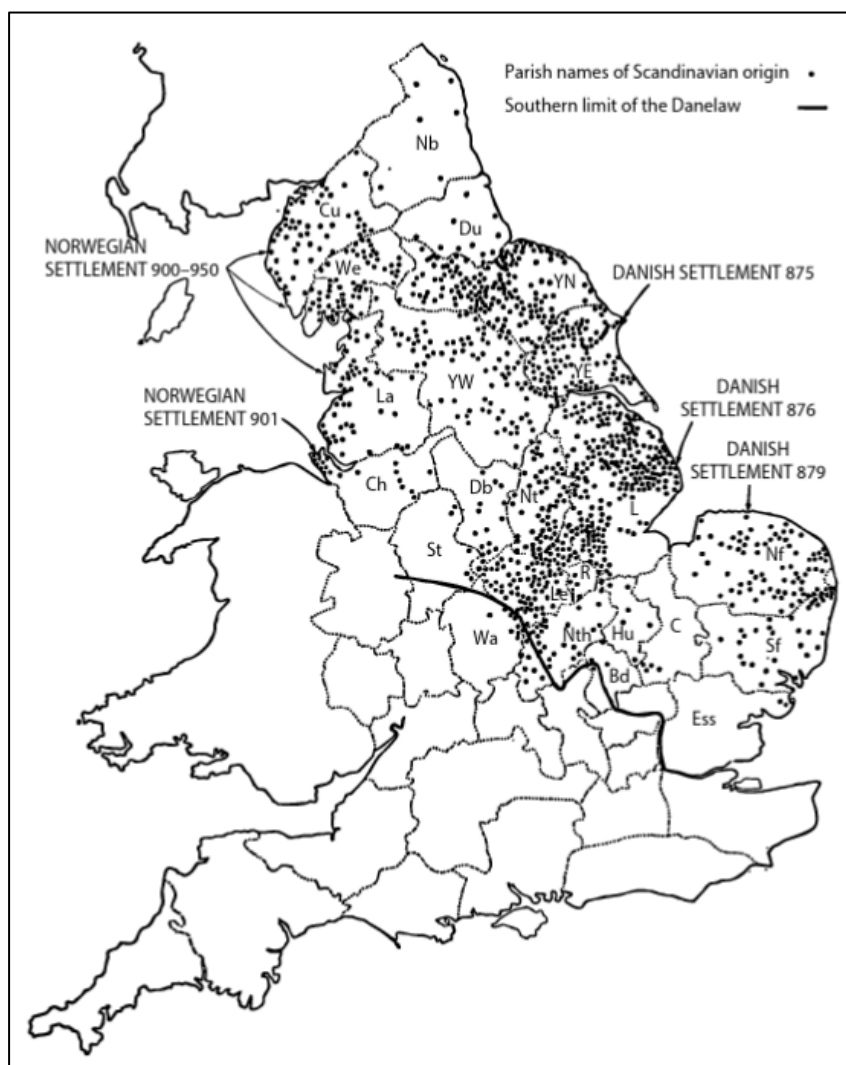 Parish names of Scandinavian origin
Southern limit of the Danelaw
Nb
Cu
Du
NORWEGIAN
SETTLEMENT 900–950
We
YN
DANISH SETTLEMENT 875
YE
YW
La
NORWEGIAN
SETTLEMENT 901
DANISH
SETTLEMENT 876
DANISH
SETTLEMENT 879
Ch
Db
Nt
L
St
Nf
R
Le
Wa
Nth
Hu
C
Sf
Bd
Ess